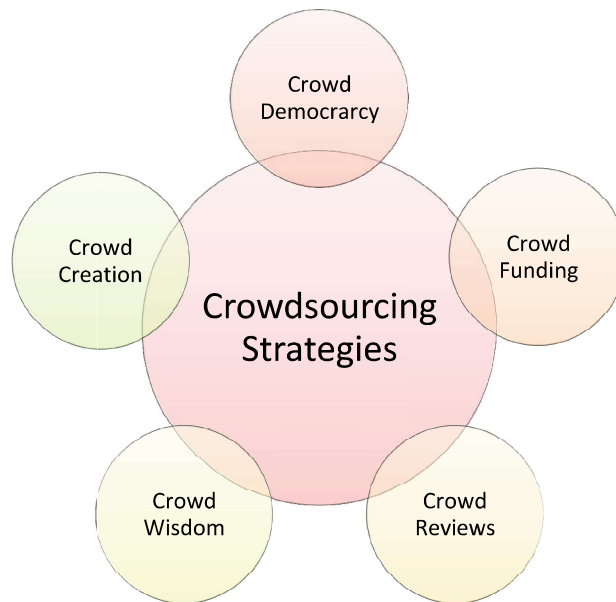 Crowd
Democrarcy
Crowd
Creation
Crowd
Funding
Crowdsourcing
Strategies
Crowd
Wisdom
Crowd
Reviews